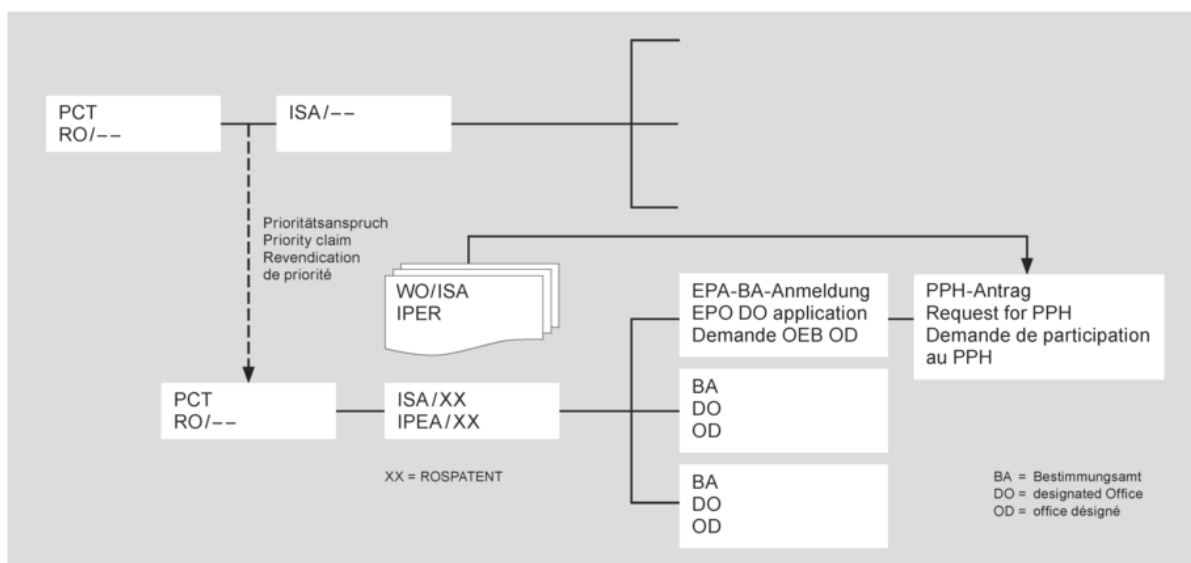 PCT
RO/--
ISA/--
Prioritätsanspruch
Priority claim
Revendication
de priorité
WO/ISA
IPER
EPA-BA-Anmeldung
EPO DO application
Demande OEB OD
PPH-Antrag
Request for PPH
Demande de participation
au PPH
PCT
RO/--
ISA/XX
IPEA/XX
BA
DO
OD
XX = ROSPATENT
BA
DO
OD
BA = Bestimmungsamt
DO = designated Office
OD = office désigné